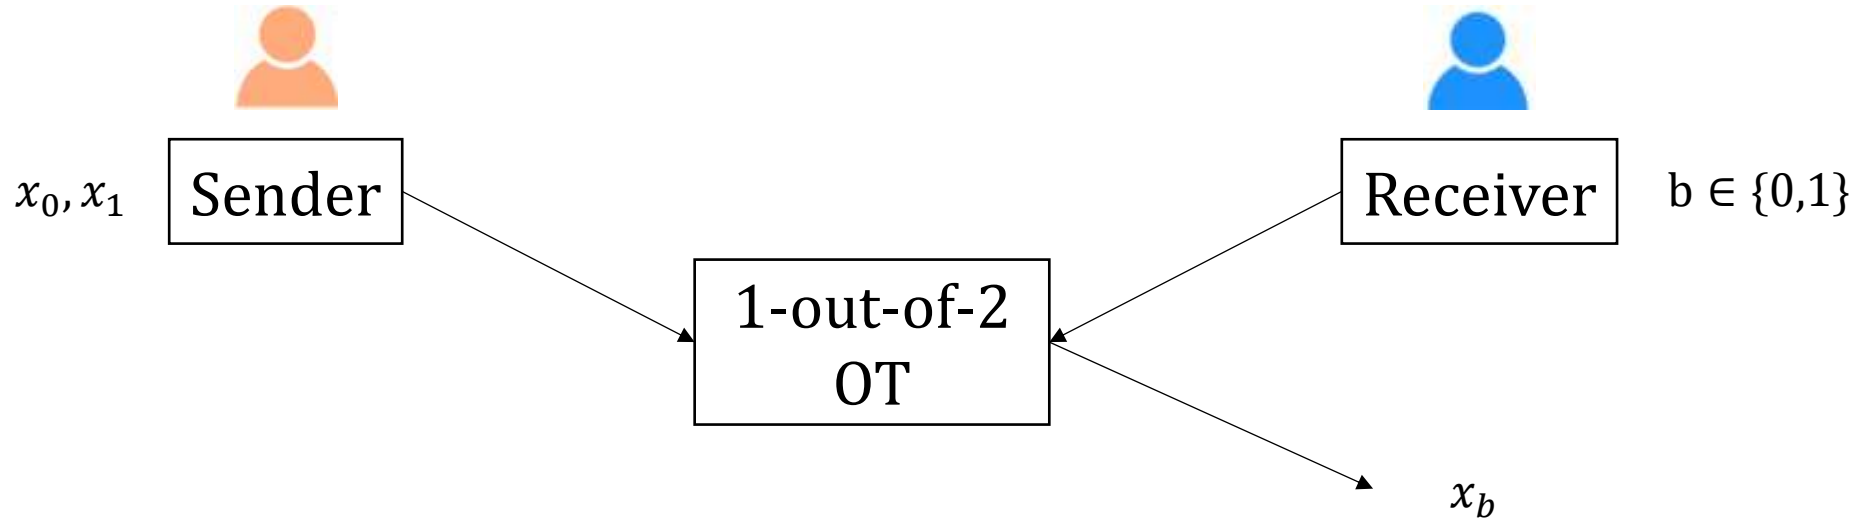 x₀, x₁
Sender
Receiver
b ∈ {0,1}
1-out-of-2
OT
x_b